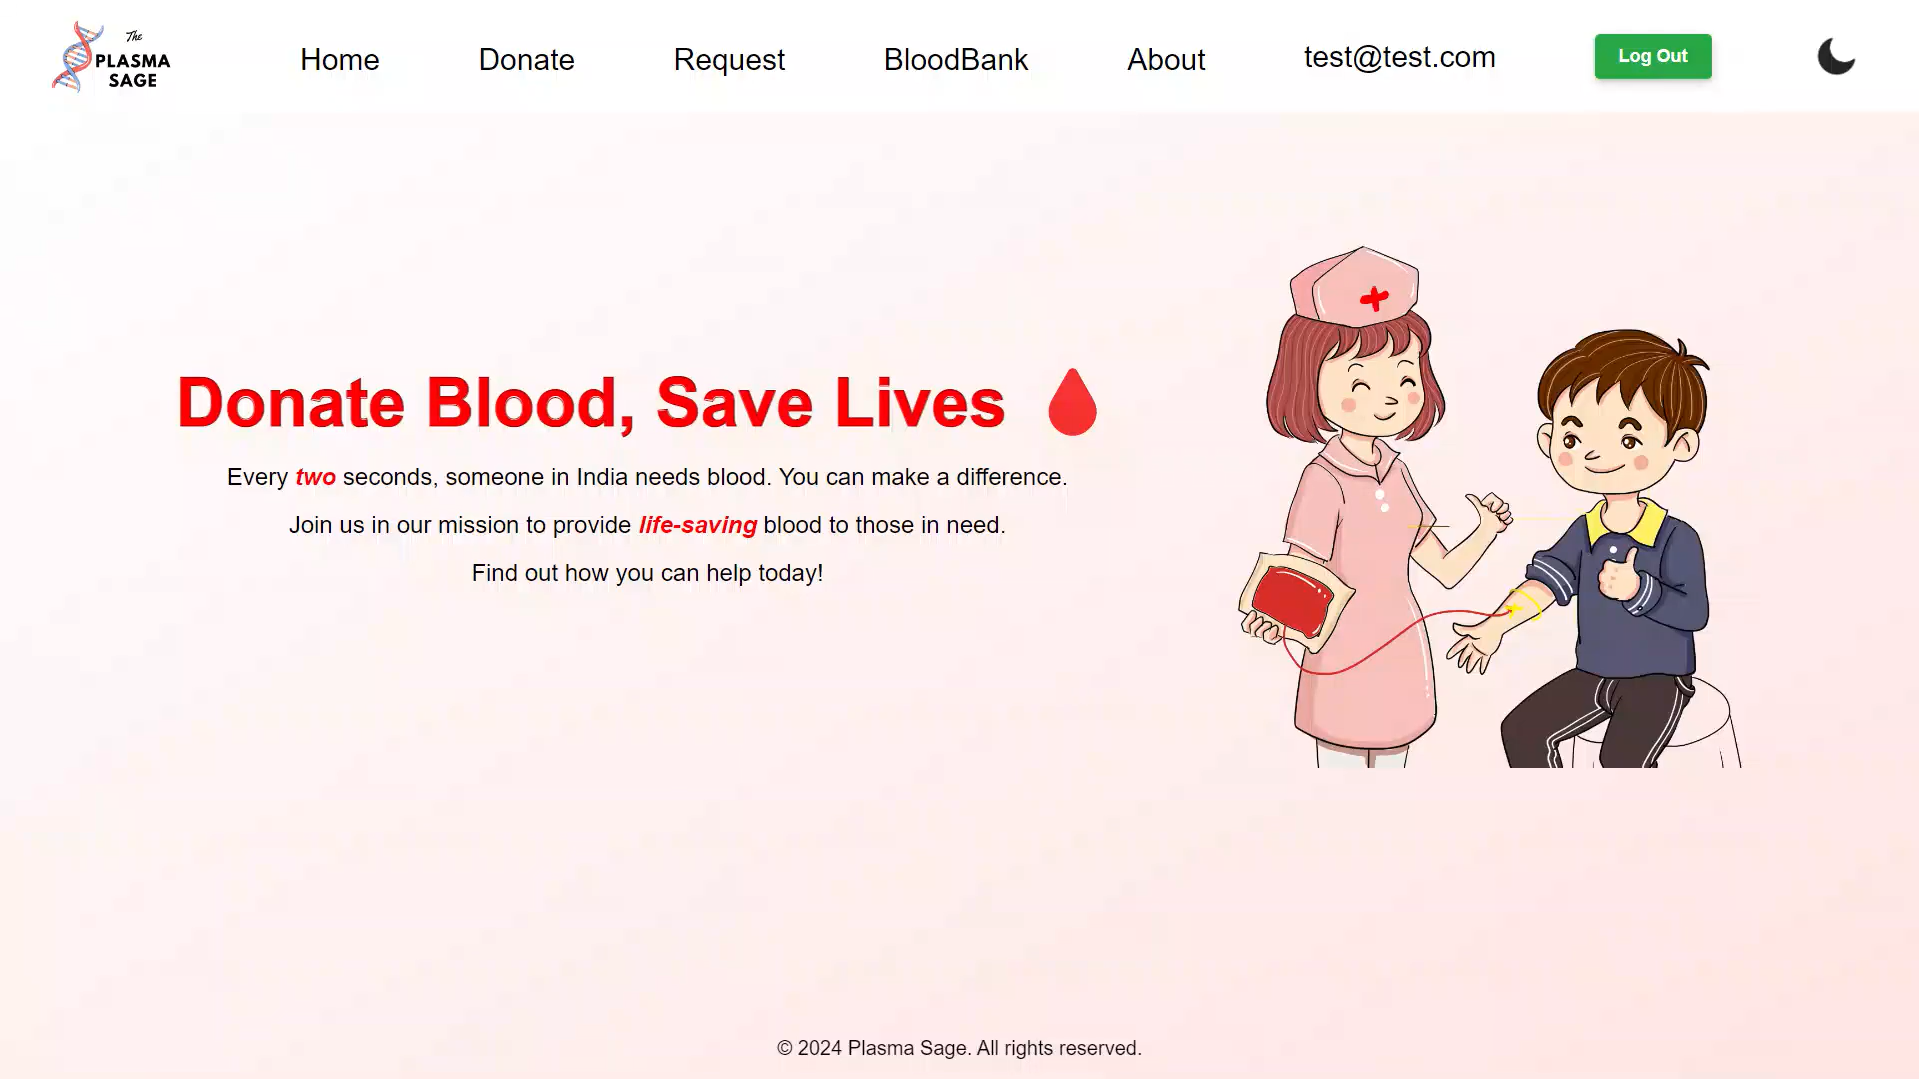 The
PLASMA
SAGE
Home
Donate
Request
BloodBank
About
test@test.com
Log Out
Donate Blood, Save Lives
Every two seconds, someone in India needs blood. You can make a difference.
Join us in our mission to provide life-saving blood to those in need.
Find out how you can help today!
© 2024 Plasma Sage. All rights reserved.